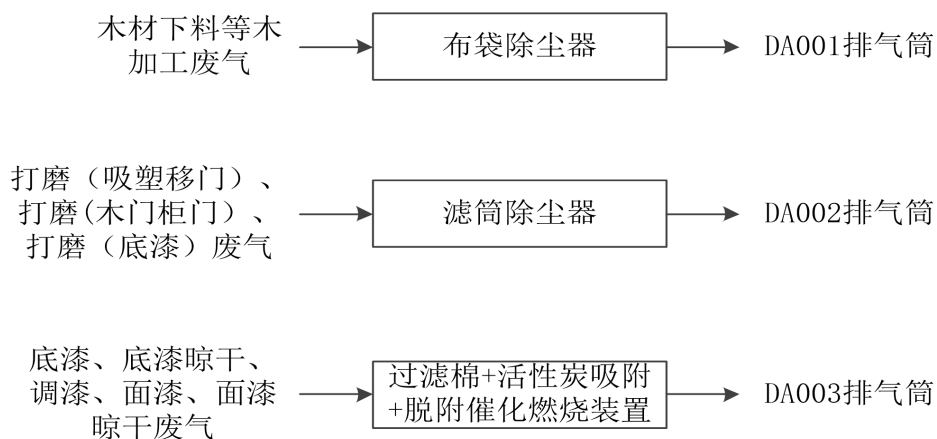 木材下料等木
加工废气
布袋除尘器
DA001排气筒
打磨（吸塑移门）、
打磨(木门柜门）、
打磨（底漆）废气
滤筒除尘器
DA002排气筒
底漆、底漆晾干、
调漆、面漆、面漆
晾干废气
过滤棉+活性炭吸附
+脱附催化燃烧装置
DA003排气筒